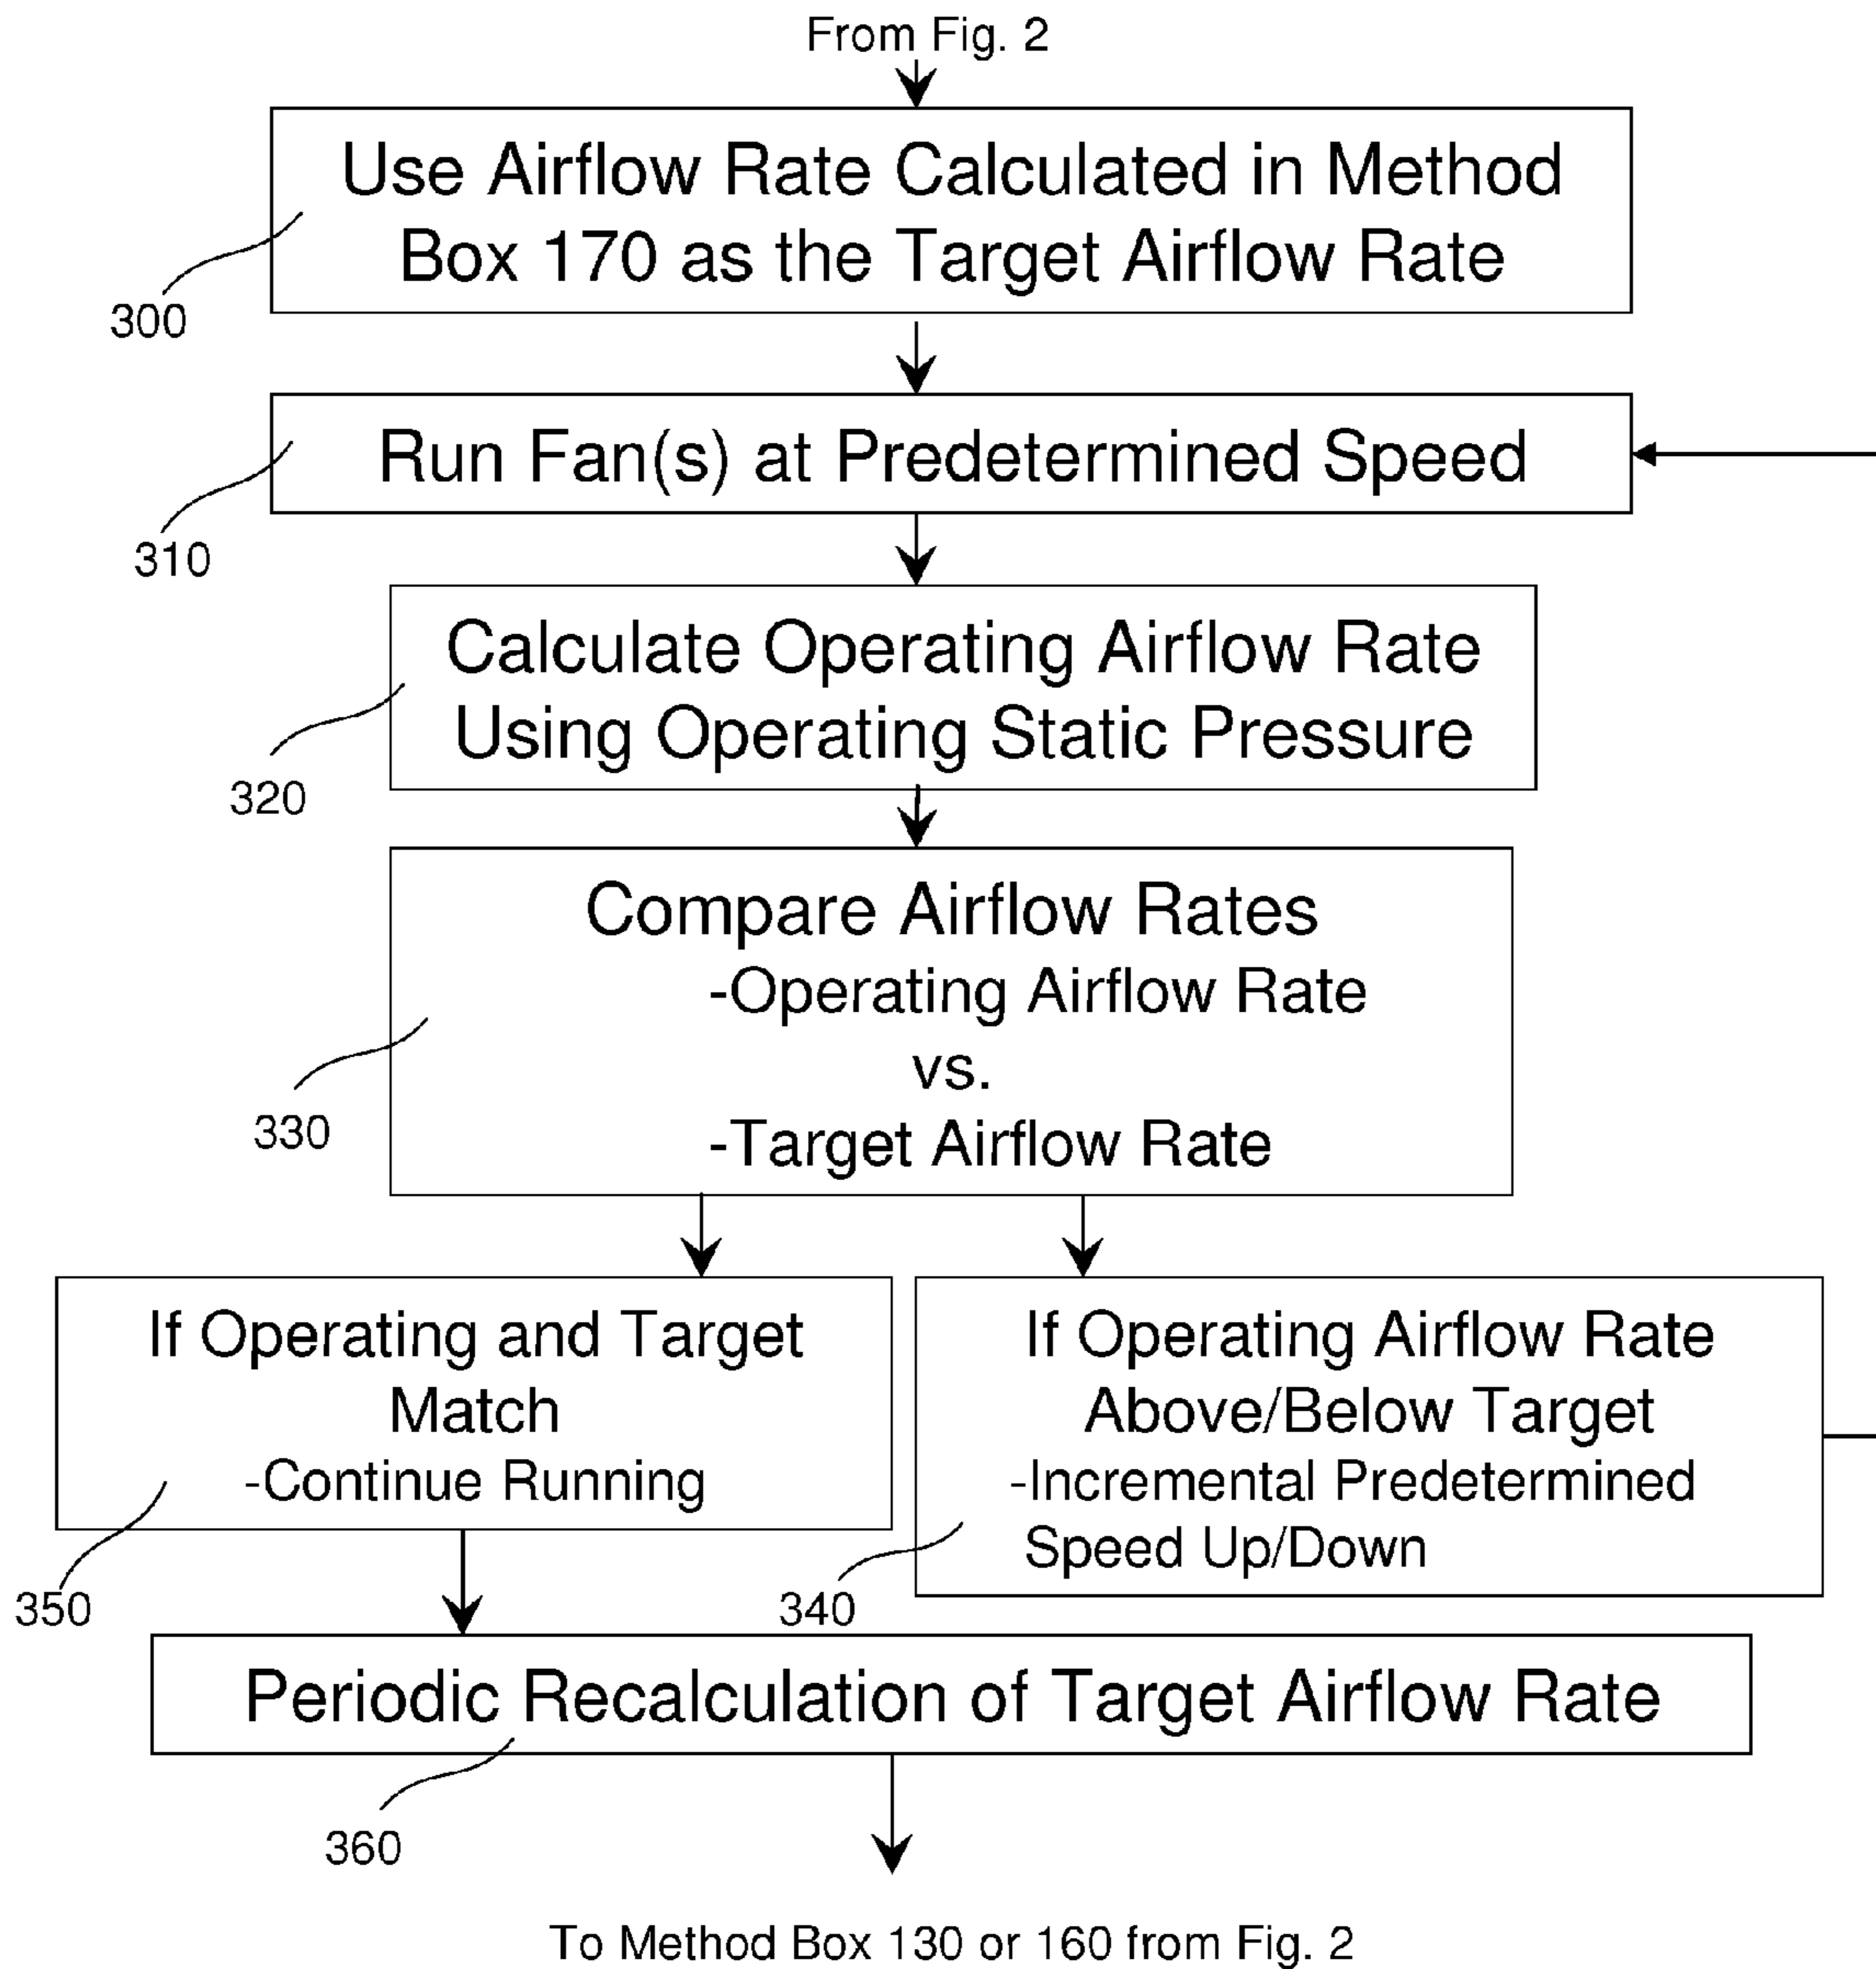 From Fig. 2
Use Airflow Rate Calculated in Method
Box 170 as the Target Airflow Rate
300
Run Fan(s) at Predetermined Speed
310
Calculate Operating Airflow Rate
Using Operating Static Pressure
320
Compare Airflow Rates
-Operating Airflow Rate
vs.
-Target Airflow Rate
330
If Operating and Target
Match
-Continue Running
350
If Operating Airflow Rate
Above/Below Target
-Incremental Predetermined
Speed Up/Down
340
Periodic Recalculation of Target Airflow Rate
360
To Method Box 130 or 160 from Fig. 2